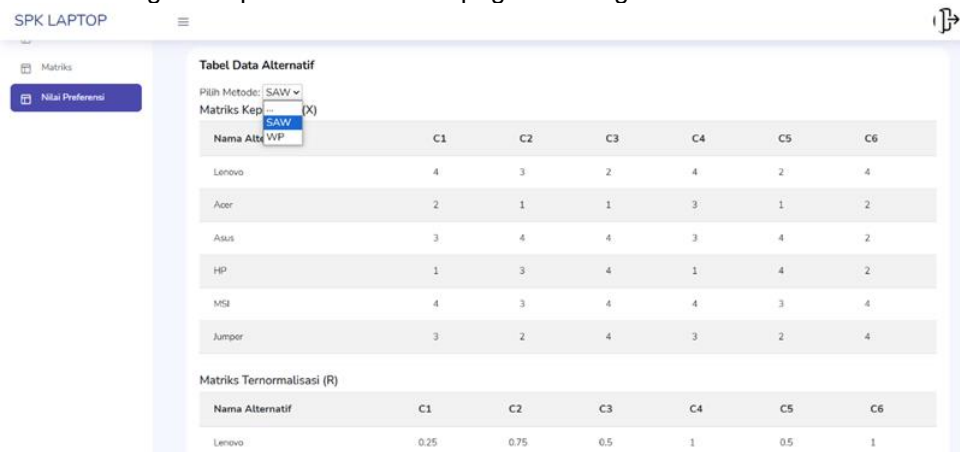 SPK LAPTOP
Matriks
Nilai Preferensi
Tabel Data Alternatif
Pilih Metode: SAW
Matriks Kep (X)
...
SAW
WP
Nama Alte C1 C2 C3 C4 C5 C6
Lenovo 4 3 2 4 2 4
Acer 2 1 1 3 1 2
Asus 3 4 4 3 4 2
HP 1 3 4 1 4 2
MSI 4 3 4 4 3 4
Jumper 3 2 4 3 2 4
Matriks Ternormalisasi (R)
Nama Alternatif C1 C2 C3 C4 C5 C6
Lenovo 0.25 0.75 0.5 1 0.5 1